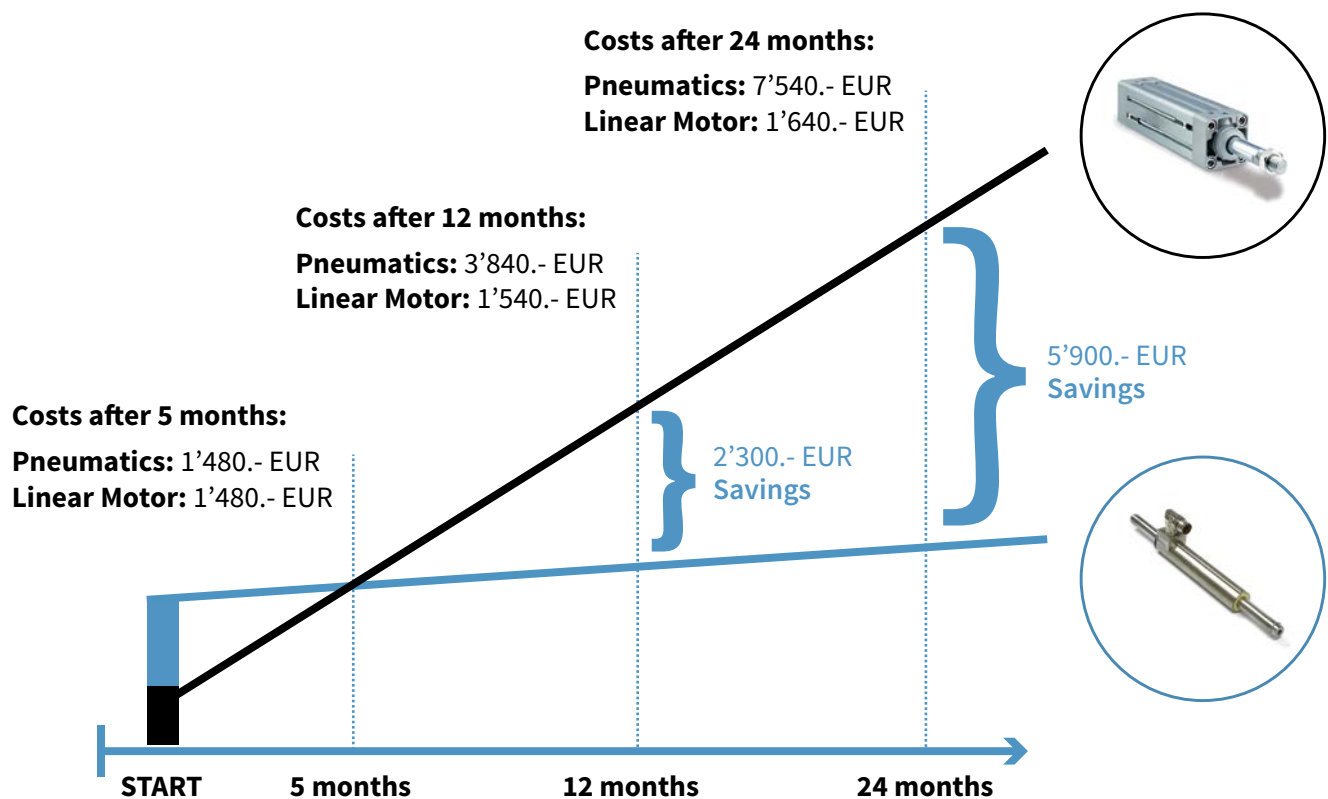 Costs after 24 months:
Pneumatics: 7’540.- EUR
Linear Motor: 1’640.- EUR
Costs after 12 months:
Pneumatics: 3’840.- EUR
Linear Motor: 1’540.- EUR
5’900.- EUR
Savings
Costs after 5 months:
Pneumatics: 1’480.- EUR
Linear Motor: 1’480.- EUR
2’300.- EUR
Savings
START
5 months
12 months
24 months